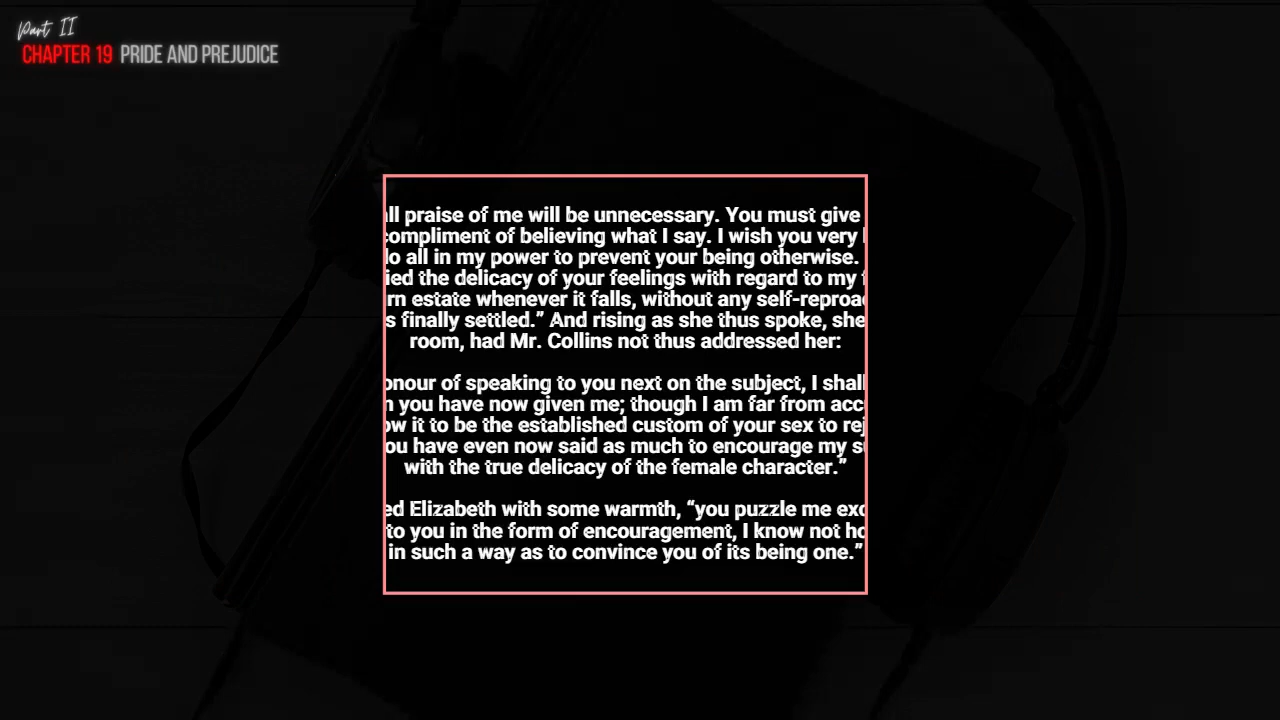 Part II
CHAPTER 19 PRIDE AND PREJUDICE
all praise of me will be unnecessary. You must give
compliment of believing what I say. I wish you very
do all in my power to prevent your being otherwise.
ied the delicacy of your feelings with regard to my
rn estate whenever it falls, without any self-reproac
s finally settled.” And rising as she thus spoke, she
room, had Mr. Collins not thus addressed her:
onour of speaking to you next on the subject, I shall
n you have now given me; though I am far from acc
ow it to be the established custom of your sex to rej
ou have even now said as much to encourage my s
with the true delicacy of the female character.”
ed Elizabeth with some warmth, “you puzzle me exc
to you in the form of encouragement, I know not ho
in such a way as to convince you of its being one.”